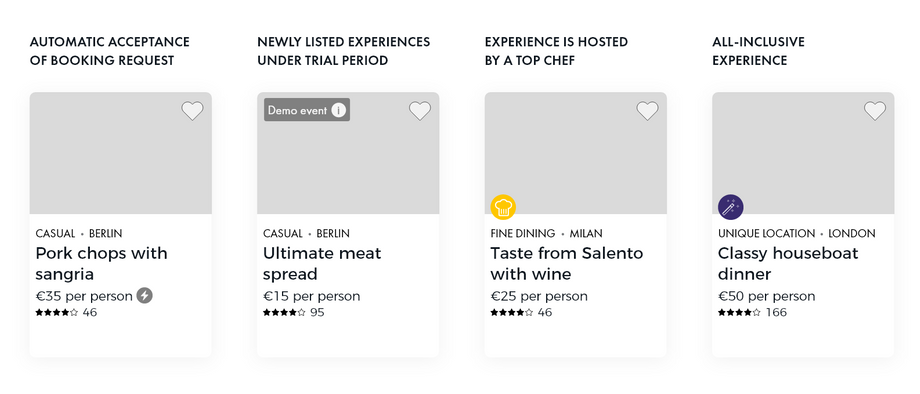 AUTOMATIC ACCEPTANCE
OF BOOKING REQUEST
NEWLY LISTED EXPERIENCES
UNDER TRIAL PERIOD
EXPERIENCE IS HOSTED
BY A TOP CHEF
ALL-INCLUSIVE
EXPERIENCE
CASUAL • BERLIN
Pork chops with
sangria
€35 per person
46
Demo event i
CASUAL • BERLIN
Ultimate meat
spread
€15 per person
95
FINE DINING • MILAN
Taste from Salento
with wine
€25 per person
46
UNIQUE LOCATION • LONDON
Classy houseboat
dinner
€50 per person
166